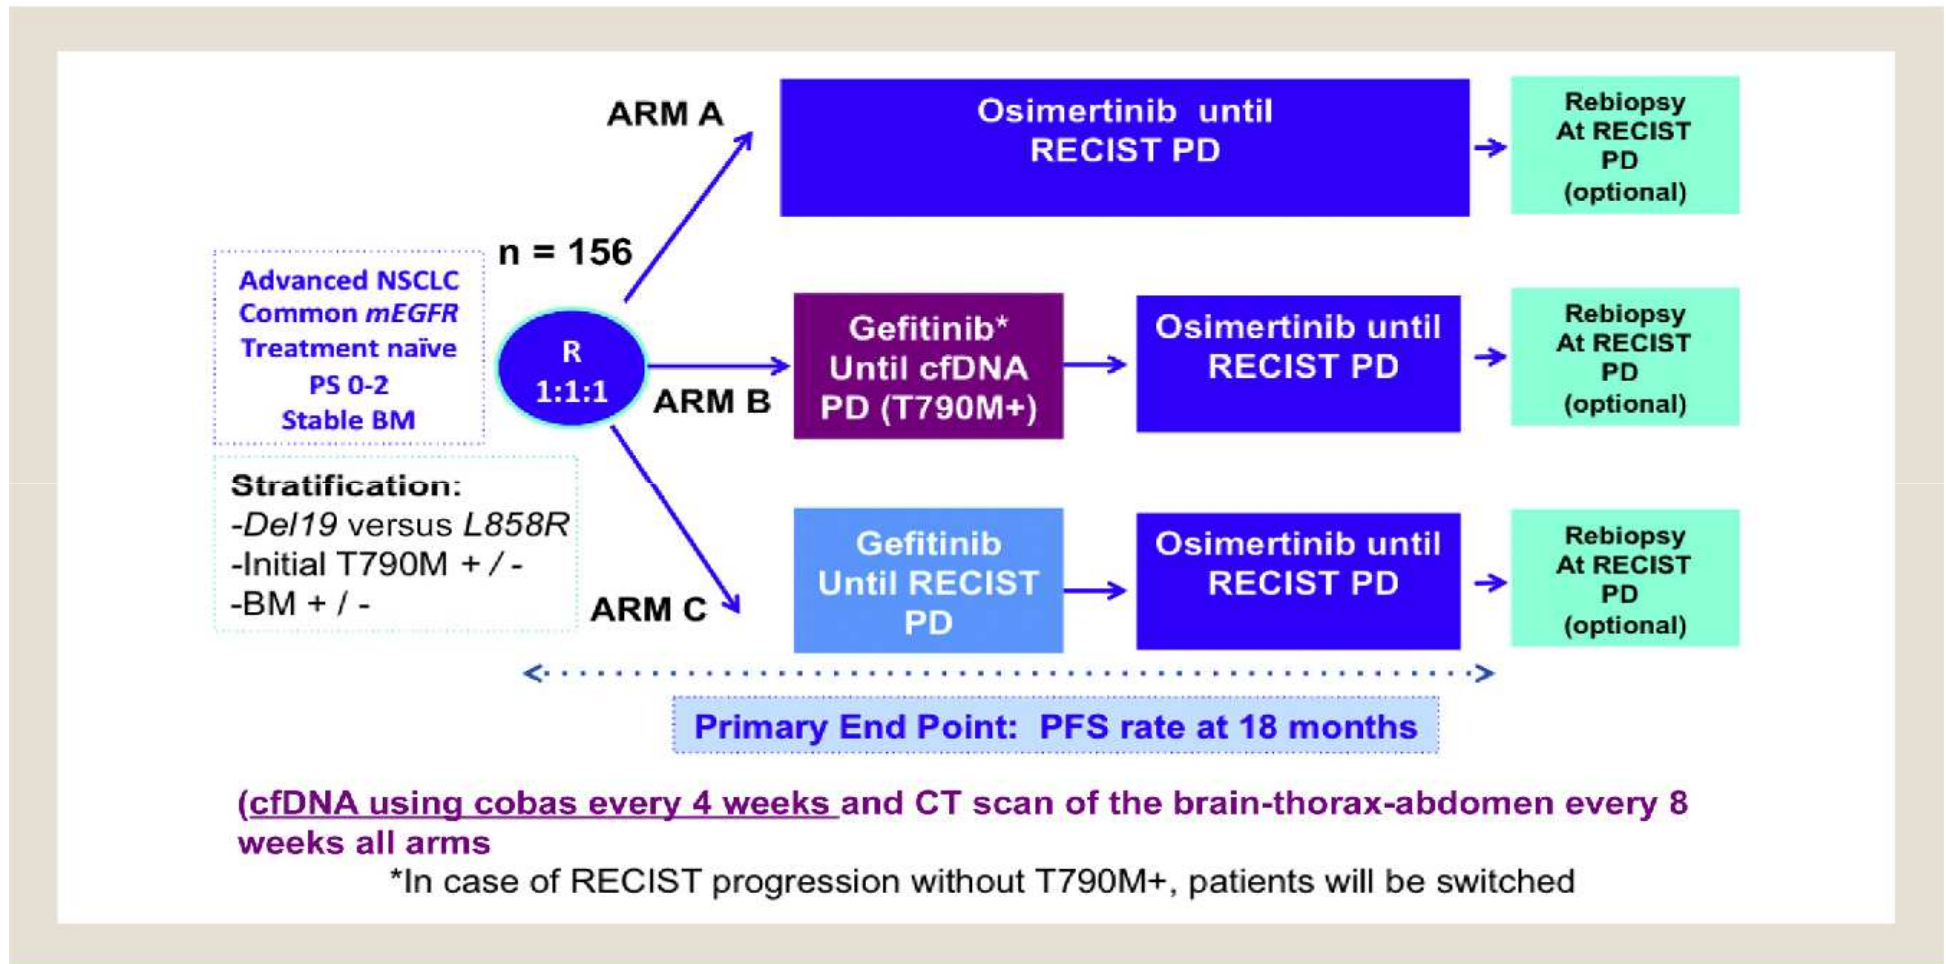 ARM A
Osimertinib until
RECIST PD
Rebiopsy
At RECIST
PD
(optional)
n = 156
Advanced NSCLC
Common mEGFR
Treatment naïve
PS 0-2
Stable BM
R
1:1:1
ARM B
Gefitinib*
Until cfDNA
PD (T790M+)
Osimertinib until
RECIST PD
Rebiopsy
At RECIST
PD
(optional)
Stratification:
-Del19 versus L858R
-Initial T790M + / -
-BM + / -
ARM C
Gefitinib
Until RECIST
PD
Osimertinib until
RECIST PD
Rebiopsy
At RECIST
PD
(optional)
Primary End Point: PFS rate at 18 months
(cfDNA using cobas every 4 weeks and CT scan of the brain-thorax-abdomen every 8
weeks all arms
*In case of RECIST progression without T790M+, patients will be switched